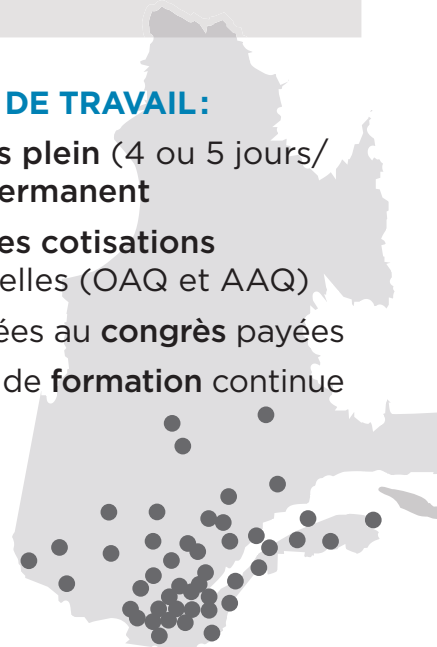 DE TRAVAIL:
s plein (4 ou 5 jours/
ermanent
es cotisations
elles (OAQ et AAQ)
ées au congrès payées
de formation continue